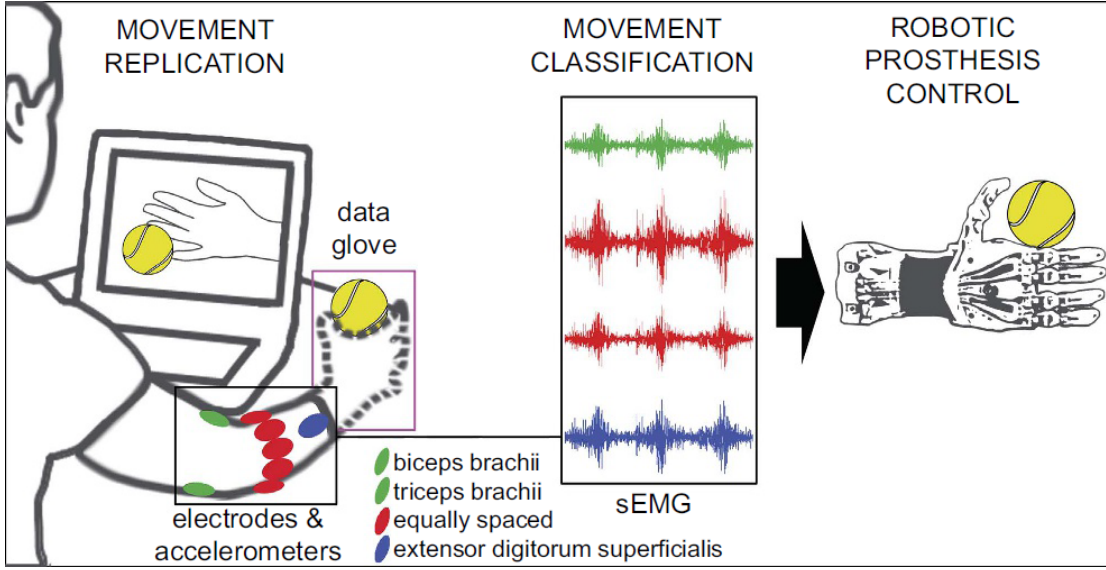 MOVEMENT
REPLICATION
MOVEMENT
CLASSIFICATION
ROBOTIC
PROSTHESIS
CONTROL
data
glove
electrodes &
accelerometers
biceps brachii
triceps brachii
equally spaced
extensor digitorum superficialis
sEMG